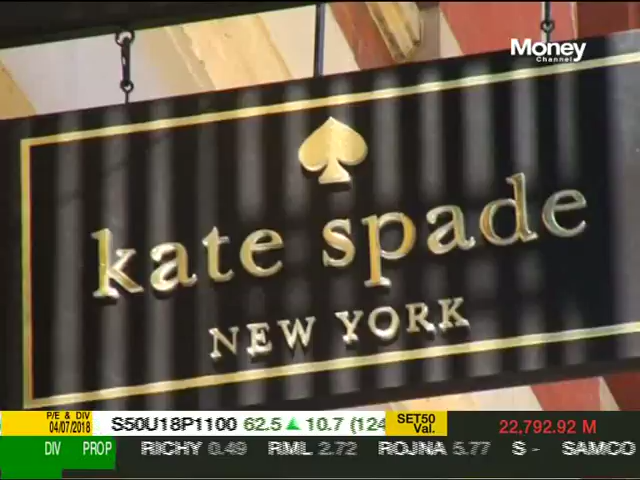 Money
Channel
kate spade
NEW YORK
P/E & DIV
04/07/2018
S50U18P1100 62.5 ▲ 10.7 (124
SET50
Val.
22,792.92 M
DIV PROP RICHY 0.49 RML 2.72 ROJNA 5.77 S - SAMCO